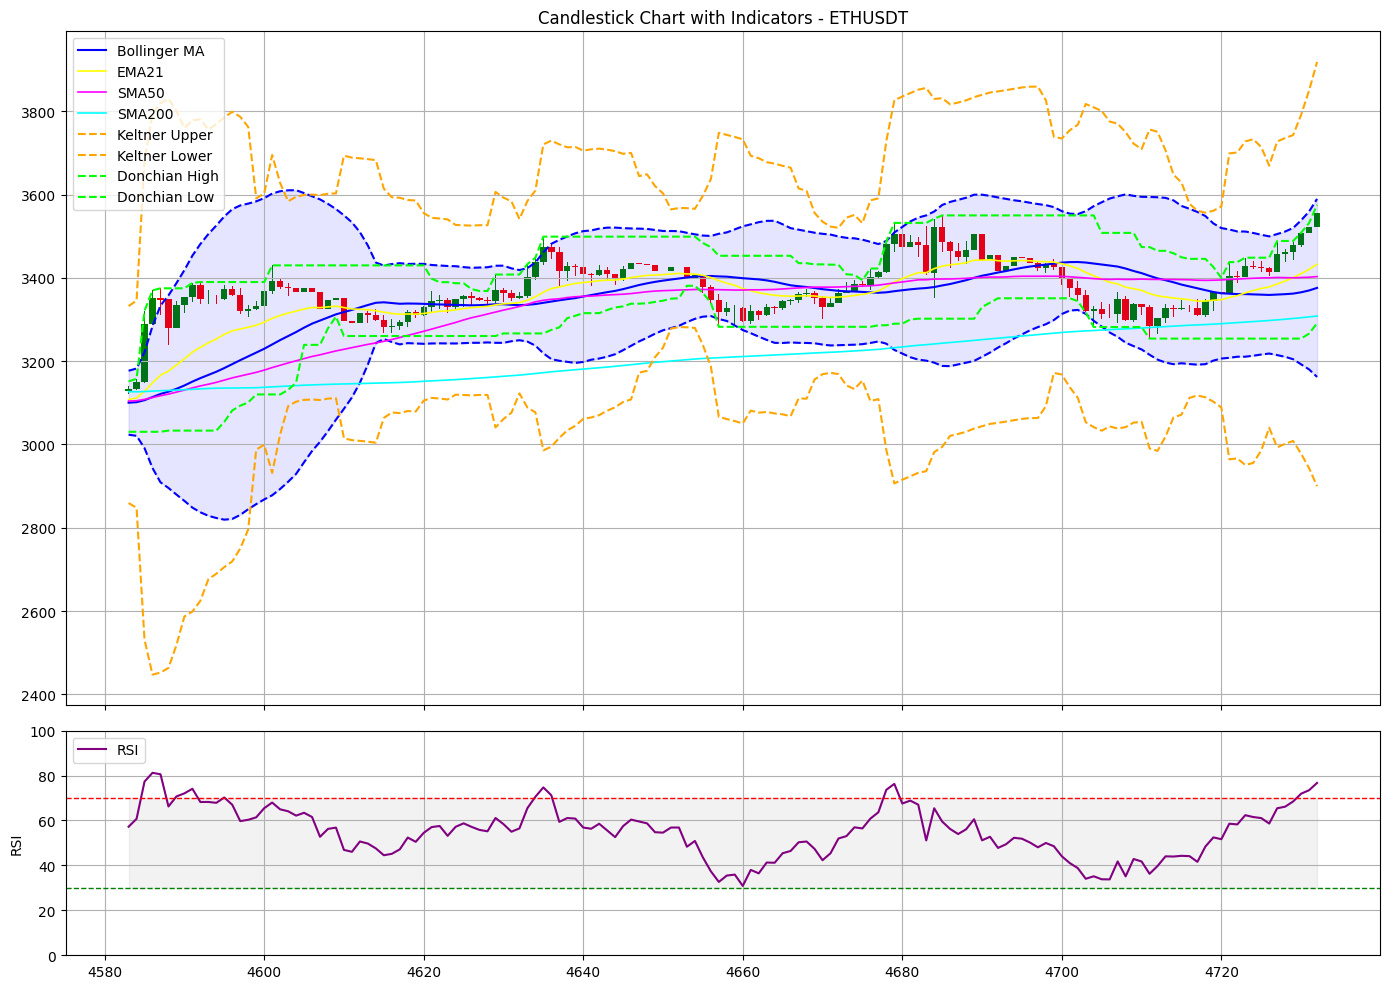 Candlestick Chart with Indicators - ETHUSDT
Bollinger MA
EMA21
SMA50
SMA200
Keltner Upper
Keltner Lower
Donchian High
Donchian Low
3800
3600
3400
3200
3000
2800
2600
2400
RSI
100
80
60
40
20
0
RSI
4580
4600
4620
4640
4660
4680
4700
4720